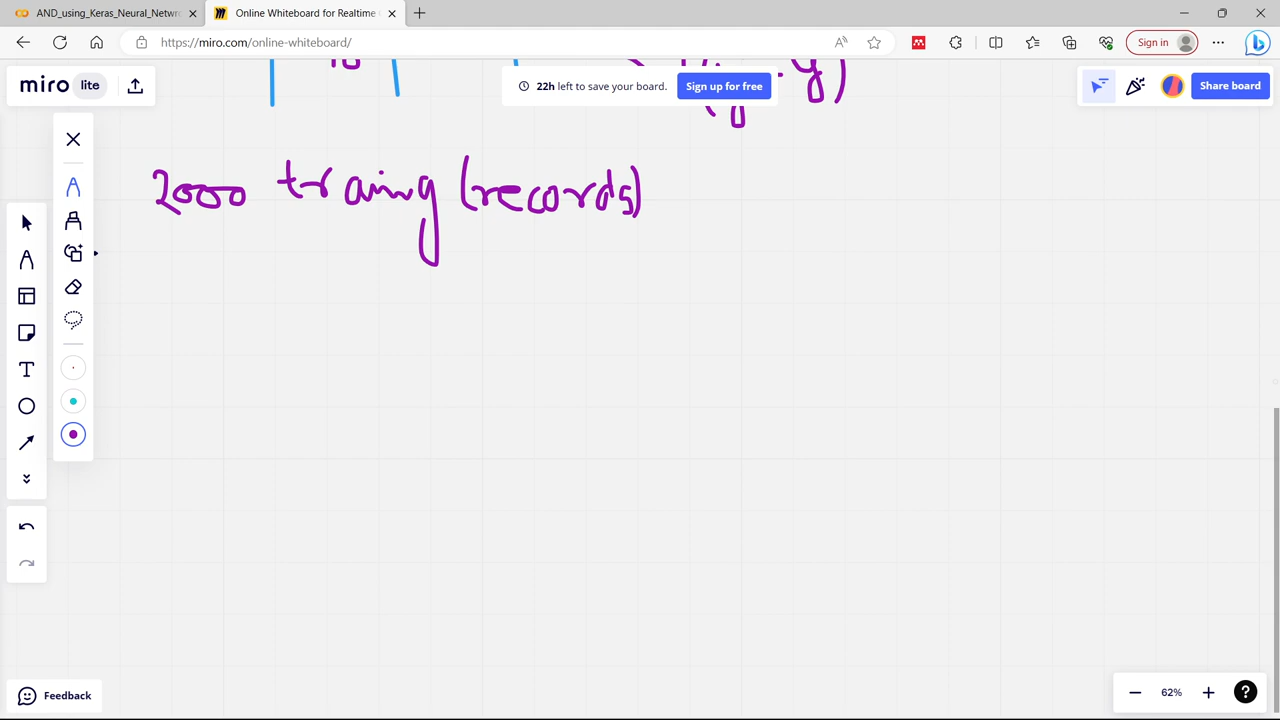 AND_using_Keras_Neural_Netwr
Online Whiteboard for Realtime
https://miro.com/online-whiteboard/
Sign in
miro lite
22h left to save your board.
Sign up for free
Share board
2000 traing (records)
62%
Feedback